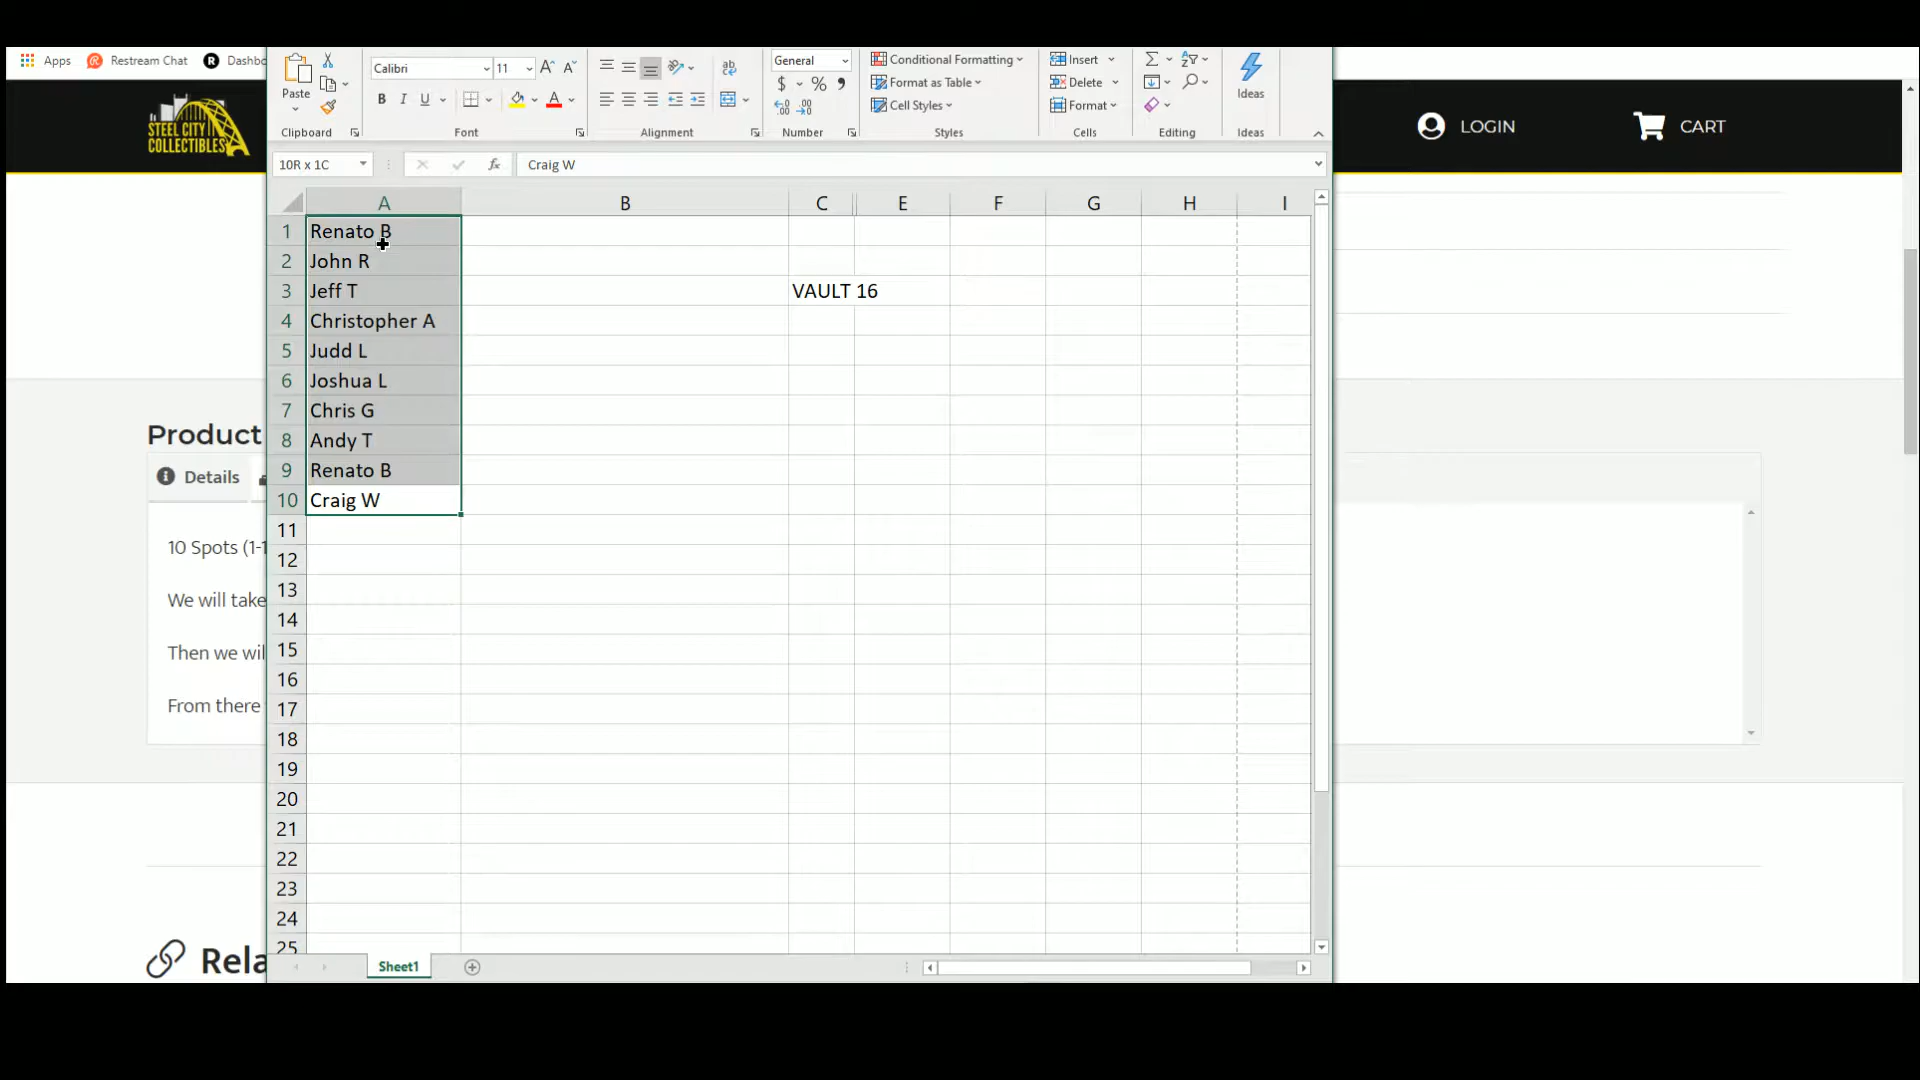 Apps
Restream Chat
Dashbo
STEEL CITY
COLLECTIBLES
LOGIN
CART
Paste
Clipboard
Calibri
11
B
I
U
Font
ab
Alignment
General
$
%
Number
Conditional Formatting
Format as Table
Cell Styles
Styles
Insert
Delete
Format
Cells
Editing
Ideas
Ideas
10R x 1C
fx
Craig W
A B C E F G H I
1 Renato B
2 John R
3 Jeff T VAULT 16
4 Christopher A
5 Judd L
6 Joshua L
7 Chris G
8 Andy T
9 Renato B
10 Craig W
11
12
13
14
15
16
17
18
19
20
21
22
23
24
25
Sheet1
Product
Details
10 Spots (1-1
We will take
Then we wil
From there
Rela